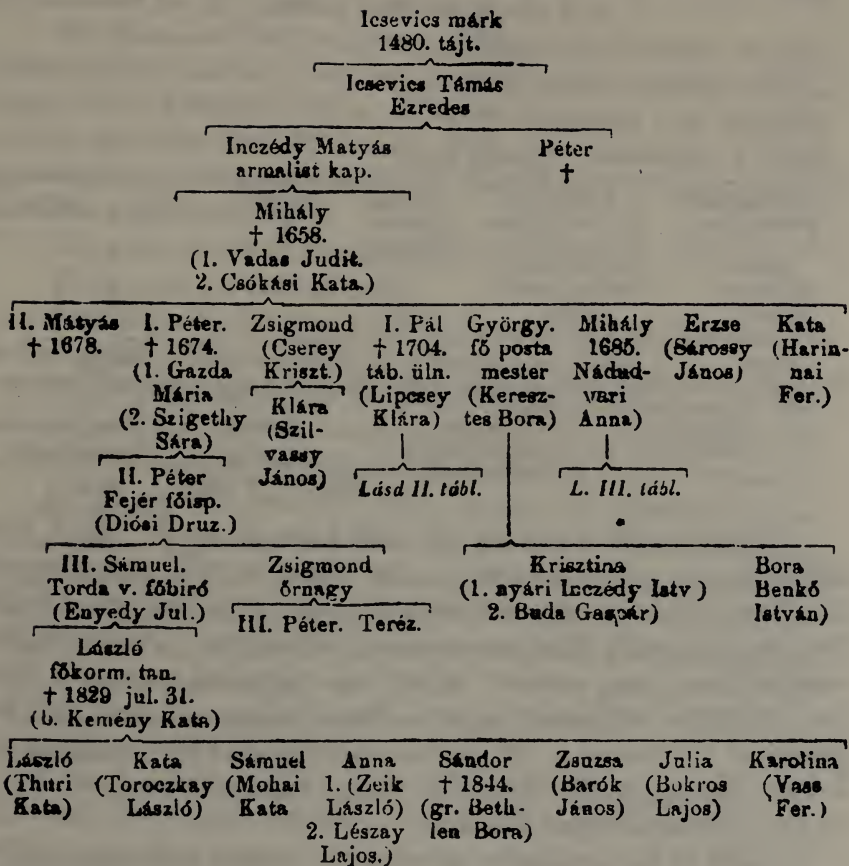 Icsevics márk
1480. tájt.
Icsevics Támás
Ezredes
Inczédy Matyás Péter
armalist kap. †
Mihály
† 1658.
(1. Vadas Judit.
2. Csókási Kata.)
II. Mátyás I. Péter. Zsigmond I. Pál György. Mihály Erzse Kata
† 1678. † 1674. (Cserey † 1704. fő posta 1685. (Sárossy (Harin-
(1. Gazda Kriszt.) táb. üln. mester Nádud- János) nai
Mária Klára (Lipcsey (Keresz- vari Fer.)
(2. Szigethy (Szil- Klára) tes Bora) Anna)
Sára) vassy
II. Péter János) Lásd II. tábl. L. III. tábl.
Fejér főisp.
(Diósi Druz.)
III. Sámuel. Zsigmond Krisztina Bora
Torda v. főbiró őrnagy (1. nyári Inczédy Istv ) Benkő
(Enyedy Jul.) III. Péter. Teréz. 2. Buda Gaspár) István)
László
főkorm. tan.
† 1829 jul. 31.
(b. Kemény Kata)
László Kata Sámuel Anna Sándor Zsuzsa Julia Karolina
(Thuri (Toroczkay (Mohai 1. (Zeik † 1844. (Barók (Bokros (Vass
Kata) László) Kata László) (gr. Beth- János) Lajos) Fer.)
2. Lészay len Bora)
Lajos.)